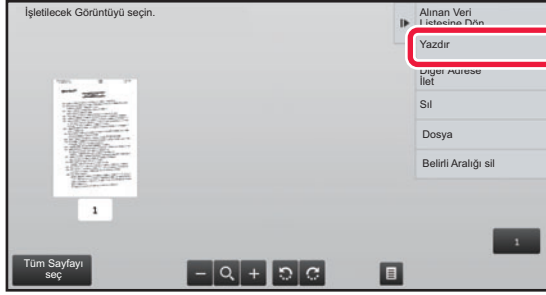 İşletilecek Görüntüyü seçin.
Alınan Veri
Listesine Dön
Yazdır
Diğer Adrese
İlet
Sıl
Dosya
Belirli Aralığı sil
1
1
Tüm Sayfayı
seç